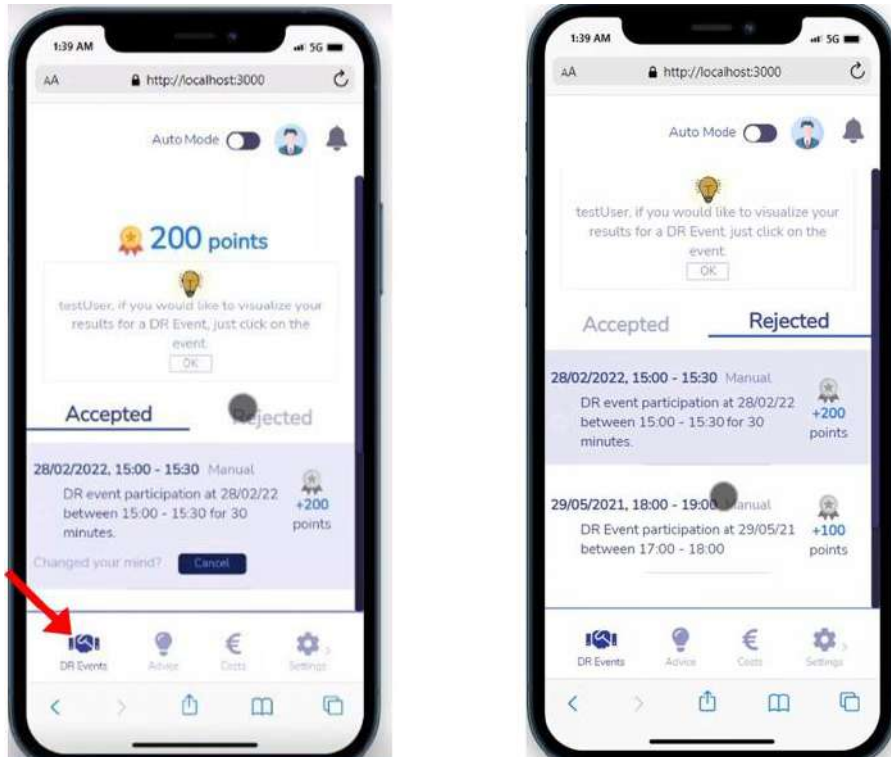 1:39 AM
5G
AA
http://localhost:3000
Auto Mode
200 points
testUser, if you would like to visualize your
results for a DR Event, just click on the
event.
OK
Accepted
Rejected
28/02/2022, 15:00 - 15:30 Manual
DR event participation at 28/02/22
between 15:00 - 15:30 for 30
minutes.
+200
points
Changed your mind?
Cancel
DR Events
Advice
Costs
Settings
1:39 AM
5G
AA
http://localhost:3000
Auto Mode
testUser, if you would like to visualize your
results for a DR Event, just click on the
event.
OK
Accepted
Rejected
28/02/2022, 15:00 - 15:30 Manual
DR event participation at 28/02/22
between 15:00 - 15:30 for 30
minutes.
+200
points
29/05/2021, 18:00 - 19:00 Manual
DR Event participation at 29/05/21
between 17:00 - 18:00
+100
points
DR Events
Advice
Costs
Settings